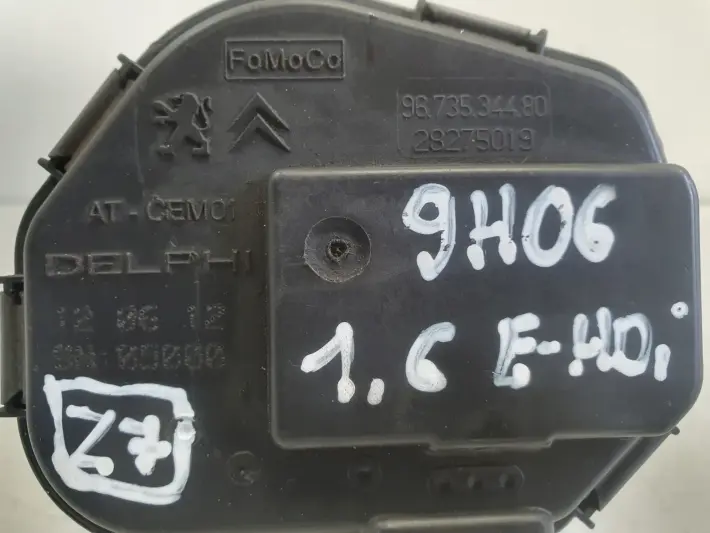 FoMoCo
96.735.344.80
28275019
AT-CEM01
DELPHI
12 06 12
9H06
1,6 E-HDi
Z7